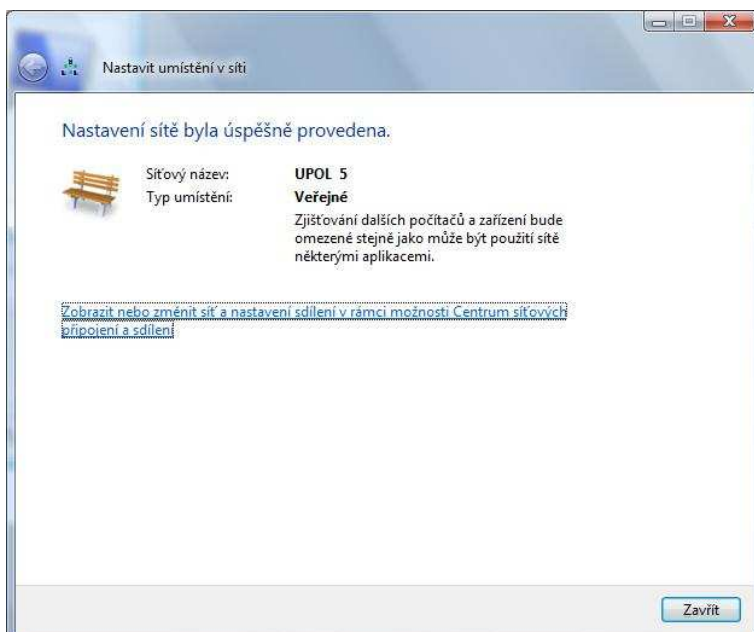 Nastavit umístění v síti
Nastavení sítě byla úspěšně provedena.
Síťový název: UPOL 5
Typ umístění: Veřejné
Zjišťování dalších počítačů a zařízení bude
omezené stejně jako může být použití sítě
některými aplikacemi.
Zobrazit nebo změnit síť a nastavení sdílení v rámci možnosti Centrum síťových
připojení a sdílení
Zavřít